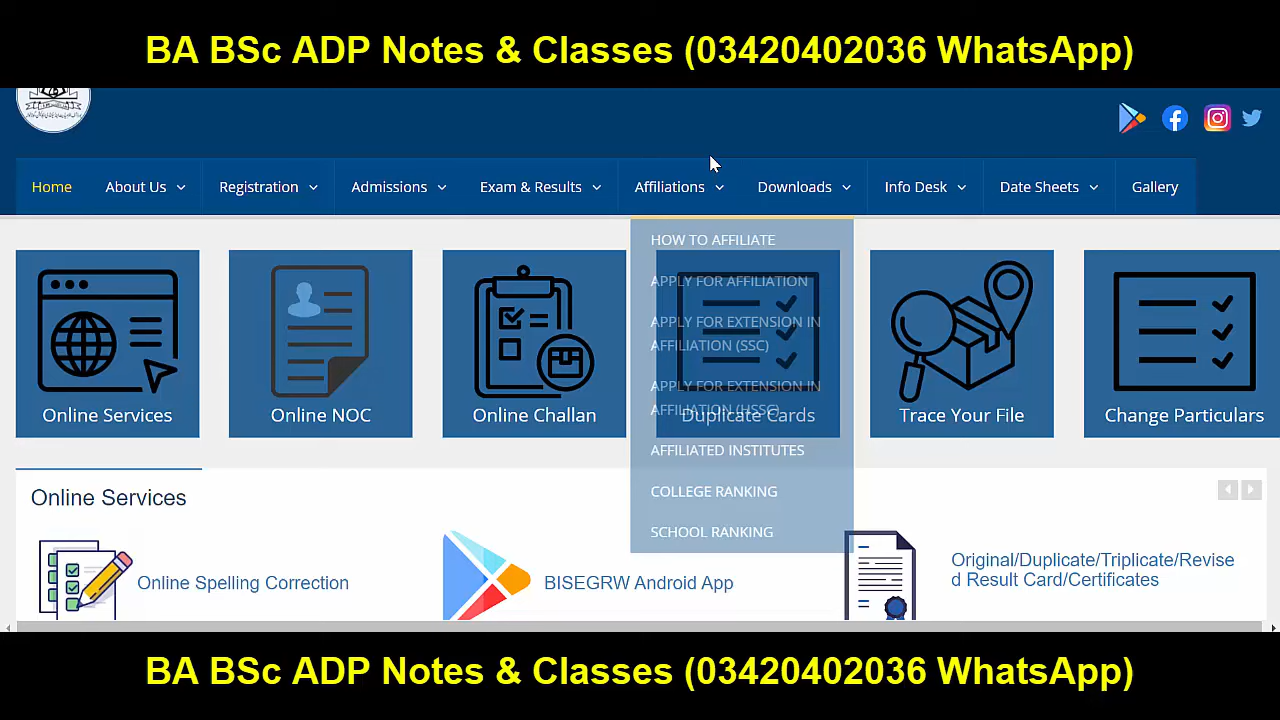 BA BSc ADP Notes & Classes (03420402036 WhatsApp)
Home About Us Registration Admissions Exam & Results Affiliations Downloads Info Desk Date Sheets Gallery
HOW TO AFFILIATE
APPLY FOR AFFILIATION
APPLY FOR EXTENSION IN
AFFILIATION (SSC)
APPLY FOR EXTENSION IN
AFFILIATION (HSSC)
AFFILIATED INSTITUTES
COLLEGE RANKING
SCHOOL RANKING
Online Services Online NOC Online Challan Duplicate Cards Trace Your File Change Particulars
Online Services
Online Spelling Correction
BISEGRW Android App
Original/Duplicate/Triplicate/Revise
d Result Card/Certificates
BA BSc ADP Notes & Classes (03420402036 WhatsApp)